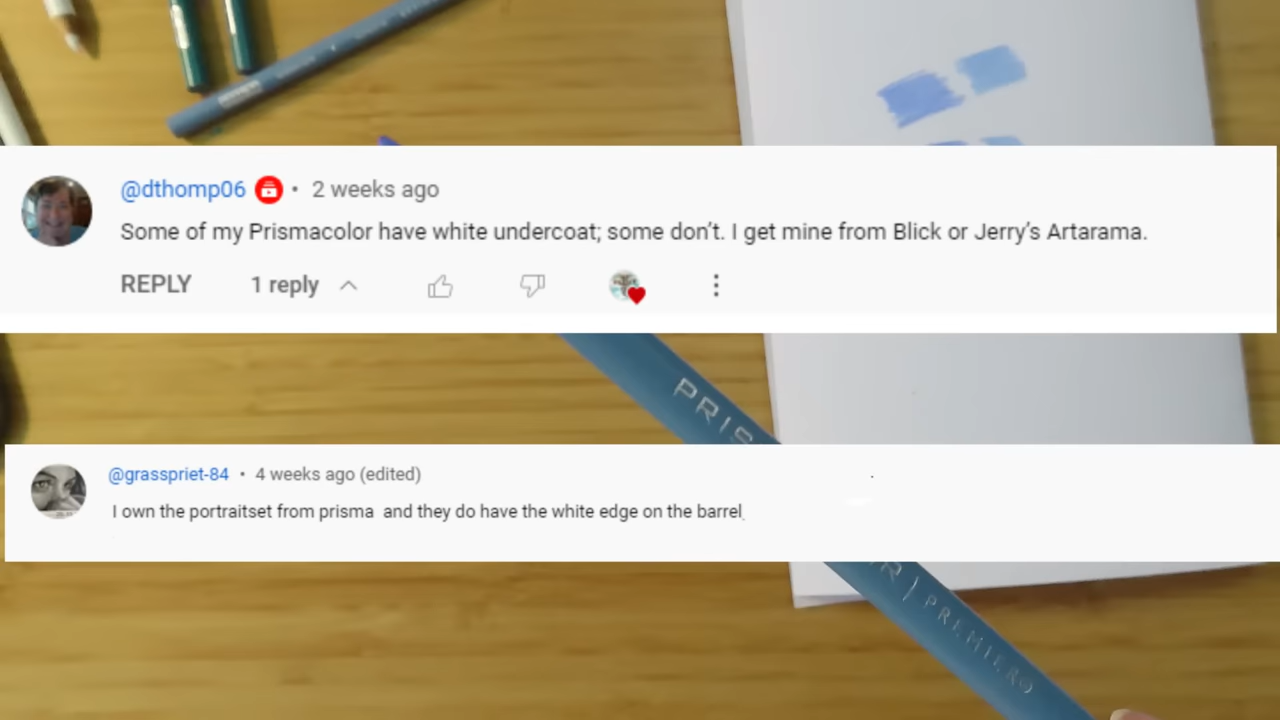 @dthomp06 • 2 weeks ago
Some of my Prismacolor have white undercoat; some don’t. I get mine from Blick or Jerry’s Artarama.
REPLY 1 reply
PRIS
@grasspriet-84 • 4 weeks ago (edited)
I own the portraitset from prisma and they do have the white edge on the barrel.
R | PREMIER